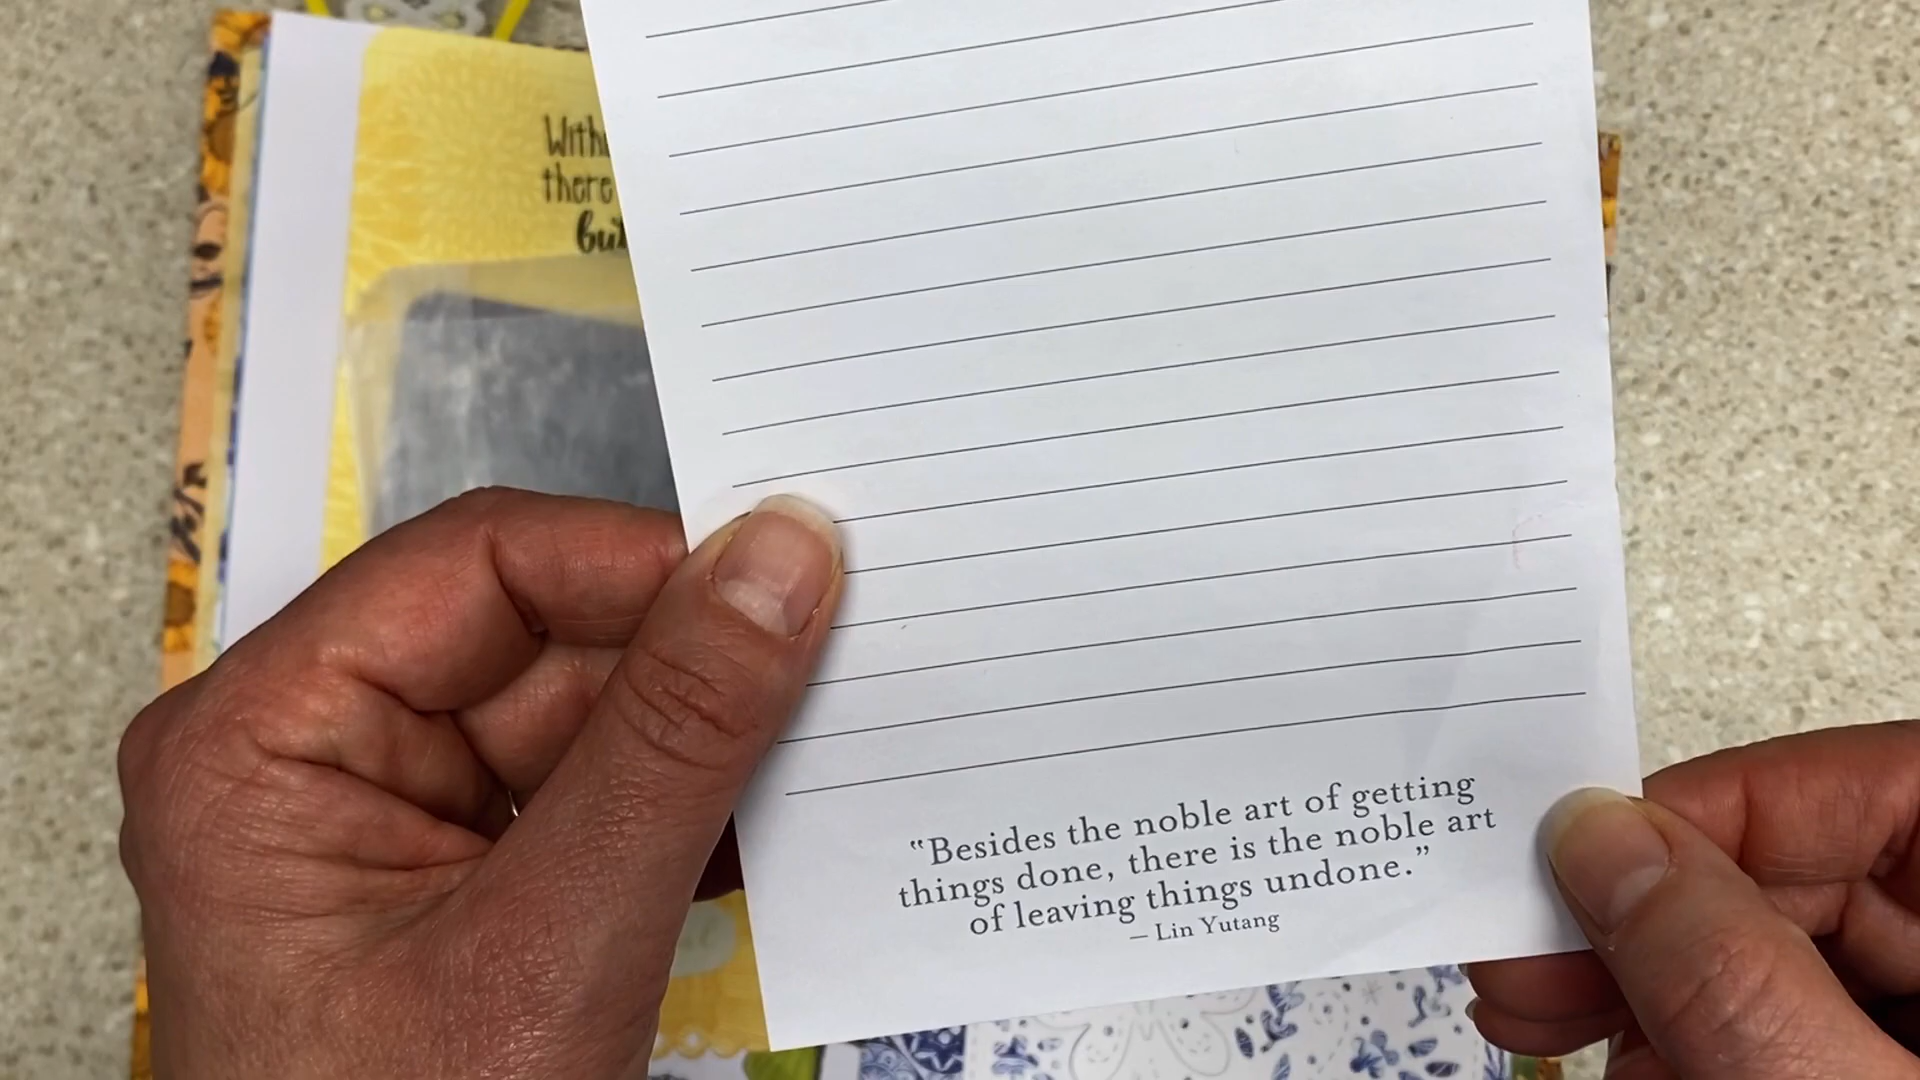 there
"Besides the noble art of getting
things done, there is the noble art
of leaving things undone."
— Lin Yutang